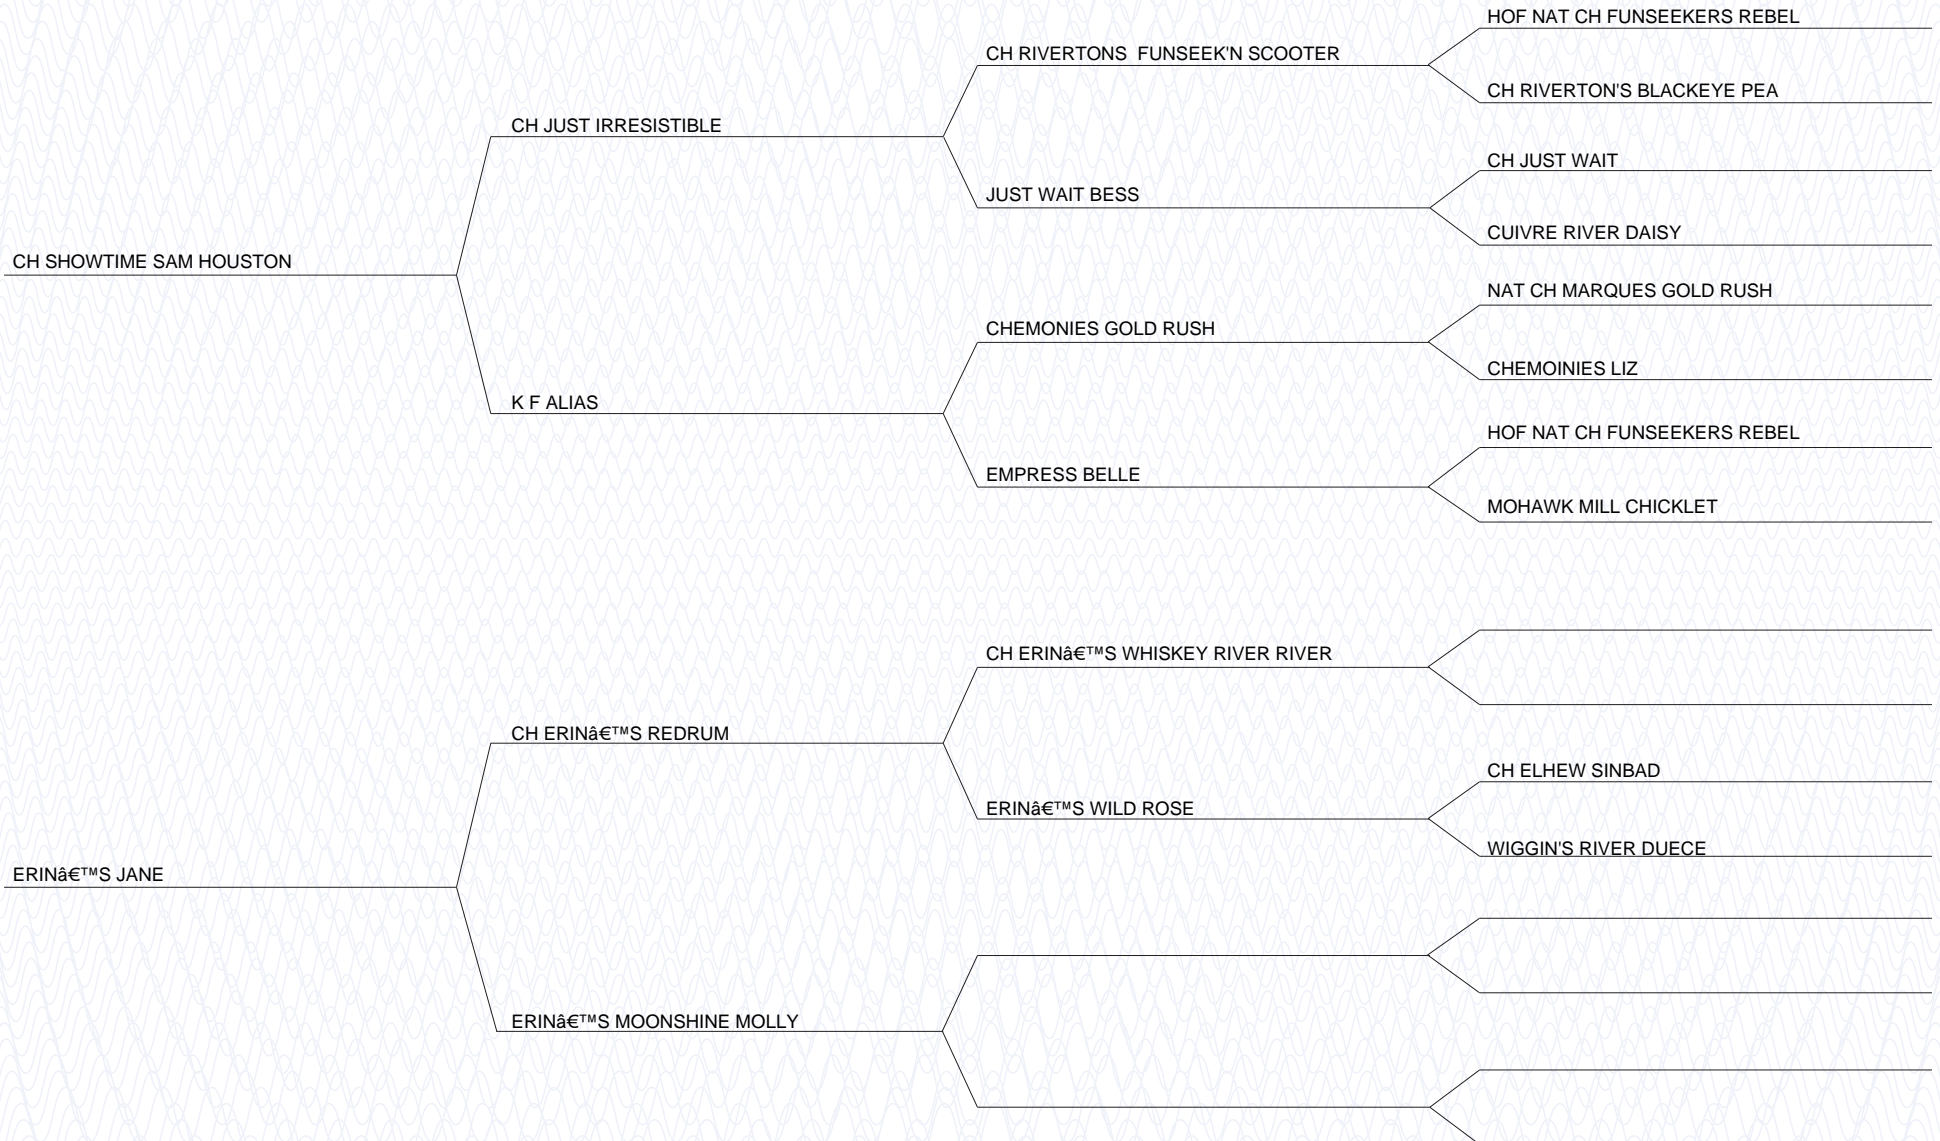 HOF NAT CH FUNSEEKERS REBEL
CH RIVERTONS  FUNSEEK'N SCOOTER
CH RIVERTON'S BLACKEYE PEA
CH JUST IRRESISTIBLE
CH JUST WAIT
JUST WAIT BESS
CUIVRE RIVER DAISY
CH SHOWTIME SAM HOUSTON
NAT CH MARQUES GOLD RUSH
CHEMONIES GOLD RUSH
CHEMOINIES LIZ
K F ALIAS
HOF NAT CH FUNSEEKERS REBEL
EMPRESS BELLE
MOHAWK MILL CHICKLET
CH ERINâ€™S WHISKEY RIVER RIVER
CH ERINâ€™S REDRUM
CH ELHEW SINBAD
ERINâ€™S WILD ROSE
WIGGIN'S RIVER DUECE
ERINâ€™S JANE
ERINâ€™S MOONSHINE MOLLY